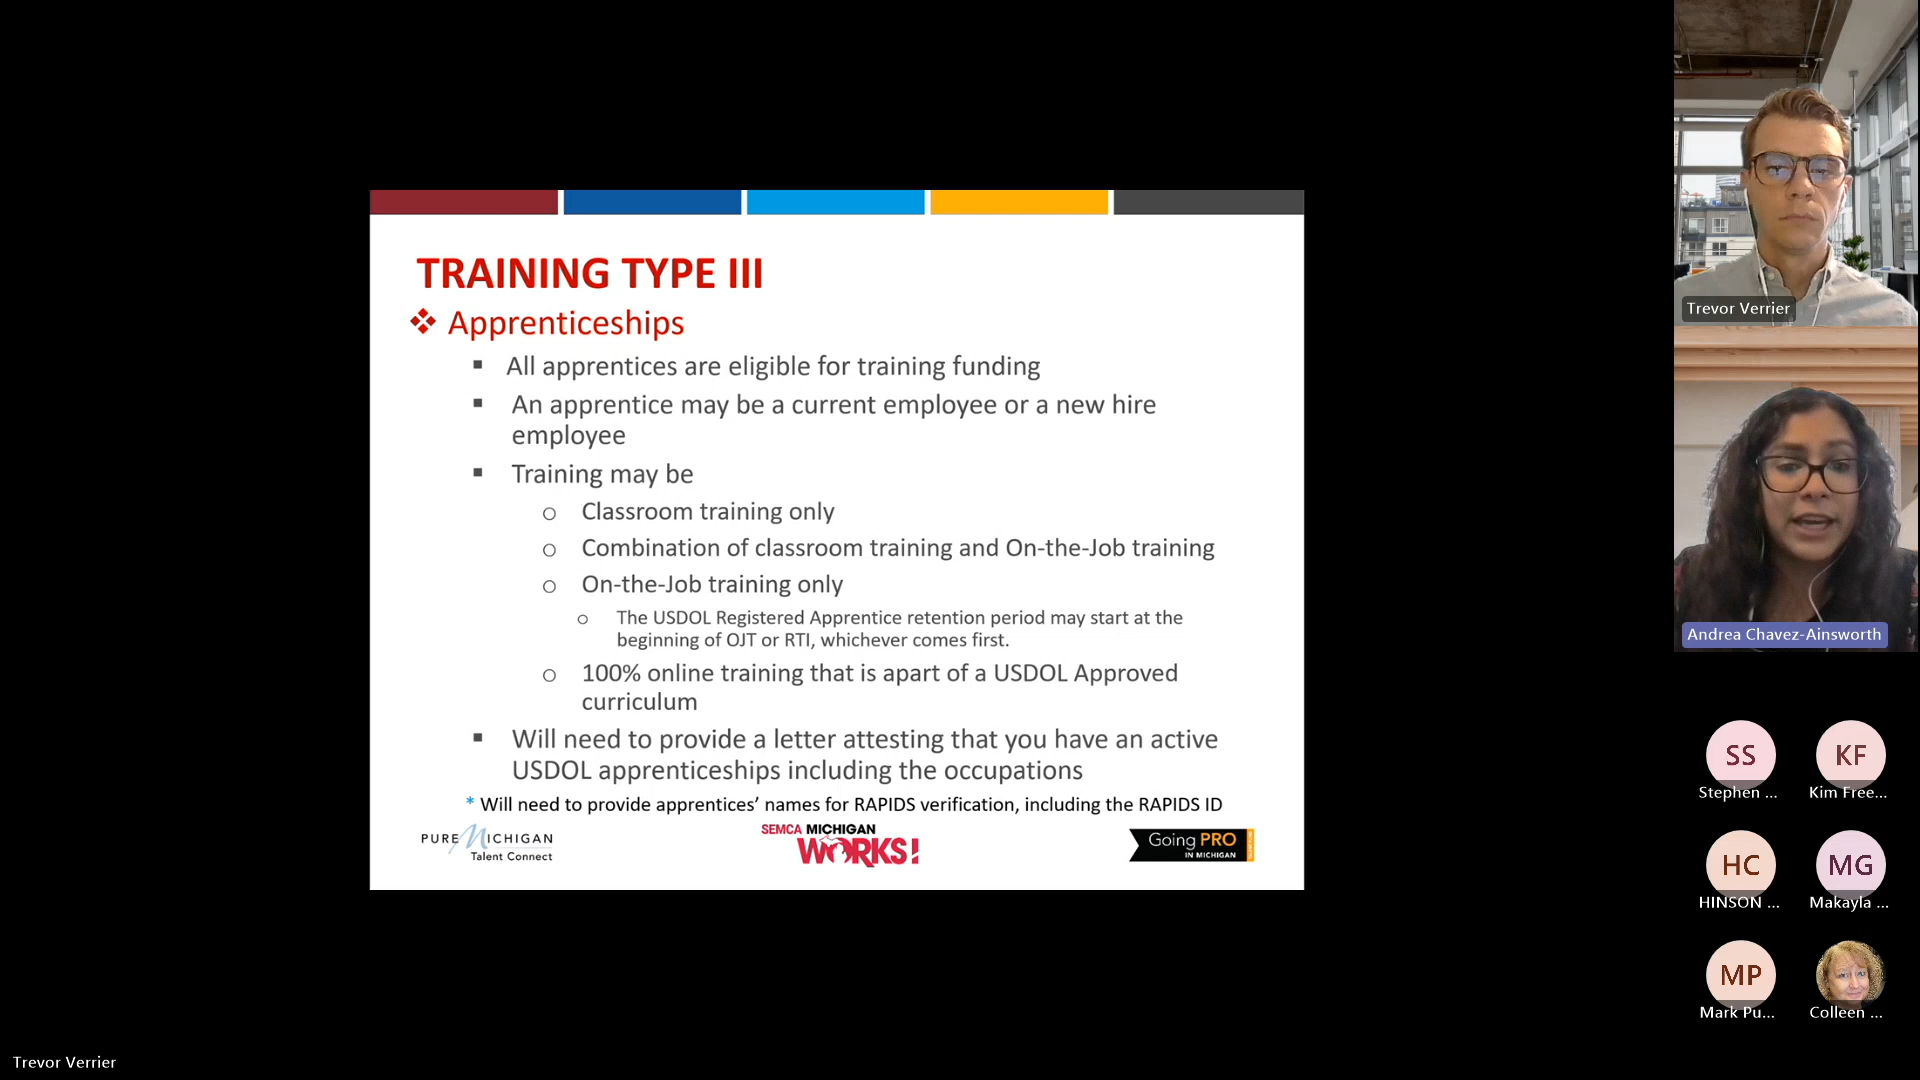 TRAINING TYPE III
Apprenticeships
All apprentices are eligible for training funding
An apprentice may be a current employee or a new hire
employee
Training may be
Classroom training only
Combination of classroom training and On-the-Job training
On-the-Job training only
The USDOL Registered Apprentice retention period may start at the
beginning of OJT or RTI, whichever comes first.
100% online training that is apart of a USDOL Approved
curriculum
Will need to provide a letter attesting that you have an active
USDOL apprenticeships including the occupations
* Will need to provide apprentices’ names for RAPIDS verification, including the RAPIDS ID
PURE MICHIGAN
Talent Connect
SEMCA MICHIGAN
WORKS!
Going PRO
IN MICHIGAN
Trevor Verrier
Andrea Chavez-Ainsworth
SS
Stephen ...
KF
Kim Free...
HC
HINSON ...
MG
Makayla ...
MP
Mark Pu...
Colleen ...
Trevor Verrier